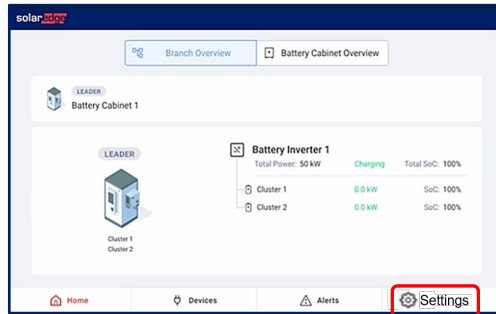 solaredge
Branch Overview
Battery Cabinet Overview
LEADER
Battery Cabinet 1
LEADER
Cluster 1
Cluster 2
Battery Inverter 1
Total Power: 50 kW Charging Total SoC: 100%
Cluster 1 0.0 kW SoC: 100%
Cluster 2 0.0 kW SoC: 100%
Home Devices Alerts Settings